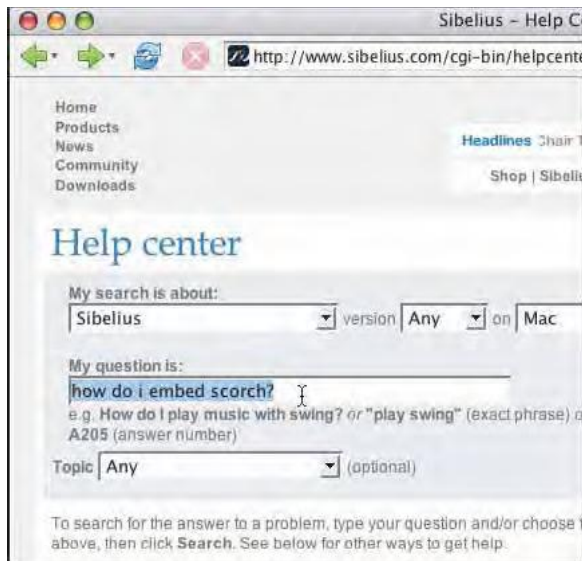 Sibelius – Help C
http://www.sibelius.com/cgi-bin/helpcente
Home
Products
News
Community
Downloads
Headlines Chair T
Shop | Sibeliu
Help center
My search is about:
Sibelius version Any on Mac
My question is:
how do i embed scorch?
e.g. How do I play music with swing? or "play swing" (exact phrase) o
A205 (answer number)
Topic Any (optional)
To search for the answer to a problem, type your question and/or choose t
above, then click Search. See below for other ways to get help.